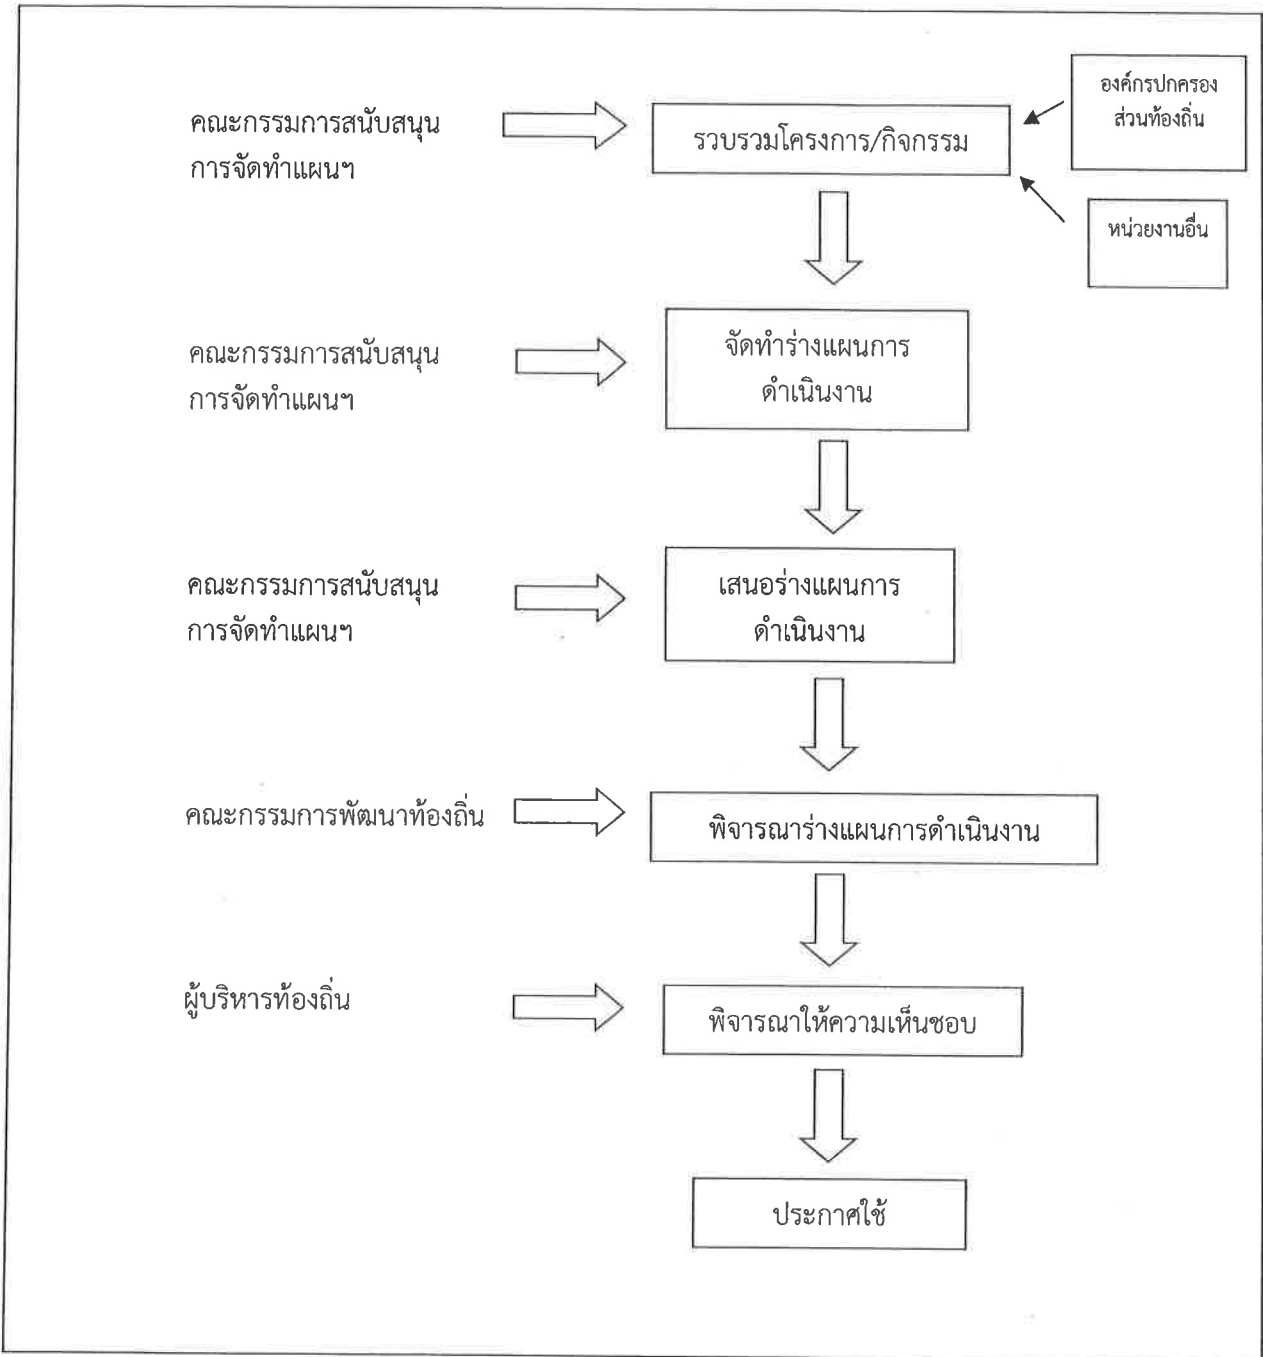 องค์กรปกครอง
ส่วนท้องถิ่น
คณะกรรมการสนับสนุน
การจัดทำแผนฯ
รวบรวมโครงการ/กิจกรรม
หน่วยงานอื่น
คณะกรรมการสนับสนุน
การจัดทำแผนฯ
จัดทำร่างแผนการ
ดำเนินงาน
คณะกรรมการสนับสนุน
การจัดทำแผนฯ
เสนอร่างแผนการ
ดำเนินงาน
คณะกรรมการพัฒนาท้องถิ่น
พิจารณาร่างแผนการดำเนินงาน
ผู้บริหารท้องถิ่น
พิจารณาให้ความเห็นชอบ
ประกาศใช้